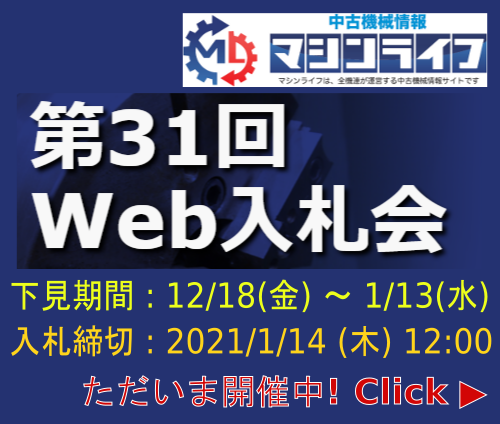 中古機械情報
マシンライフ
マシンライフは、全機連が運営する中古機械情報サイトです
第31回
Web入札会
下見期間：12/18(金) ～ 1/13(水)
入札締切：2021/1/14 (木) 12:00
ただいま開催中! Click ▶